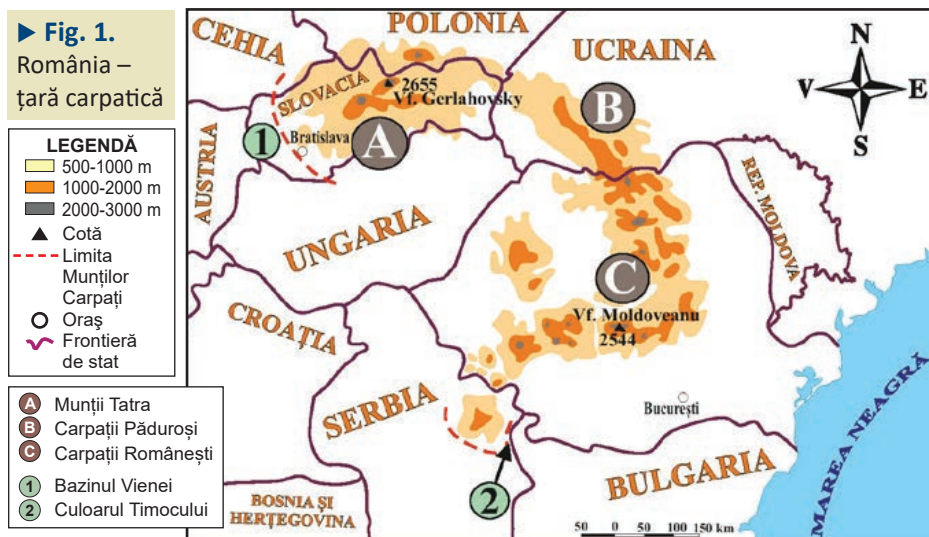 ▶ Fig. 1.
România –
țară carpatică
LEGENDĂ
500-1000 m
1000-2000 m
2000-3000 m
Cotă
Limita
Munților
Carpați
Oraş
Frontieră
de stat
A Munții Tatra
B Carpații Păduroși
C Carpații Românești
1 Bazinul Vienei
2 Culoarul Timocului
CEHIA
POLONIA
UCRAINA
SLOVACIA
2655
Vf. Gerlahovsky
Bratislava
1
A
B
N
V
E
S
AUSTRIA
UNGARIA
REP. MOLDOVA
C
Vf. Moldoveanu
2544
CROAȚIA
SERBIA
București
2
BULGARIA
BOSNIA ȘI
HERȚEGOVINA
MAREA NEAGRĂ
50 0 50 100 150 km